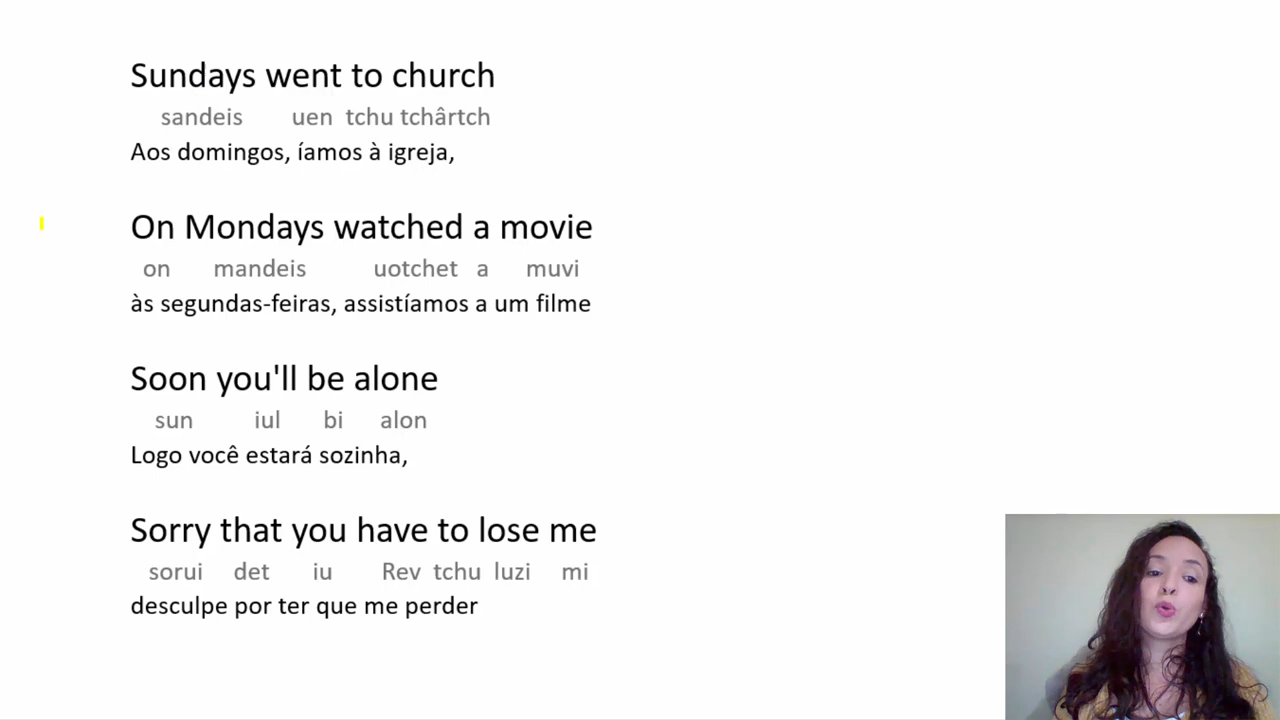 Sundays went to church
sandeis uen tchu tchârtch
Aos domingos, íamos à igreja,
On Mondays watched a movie
on mandeis uotchet a muvi
às segundas-feiras, assistíamos a um filme
Soon you'll be alone
sun iul bi alon
Logo você estará sozinha,
Sorry that you have to lose me
sorui det iu Rev tchu luzi mi
desculpe por ter que me perder